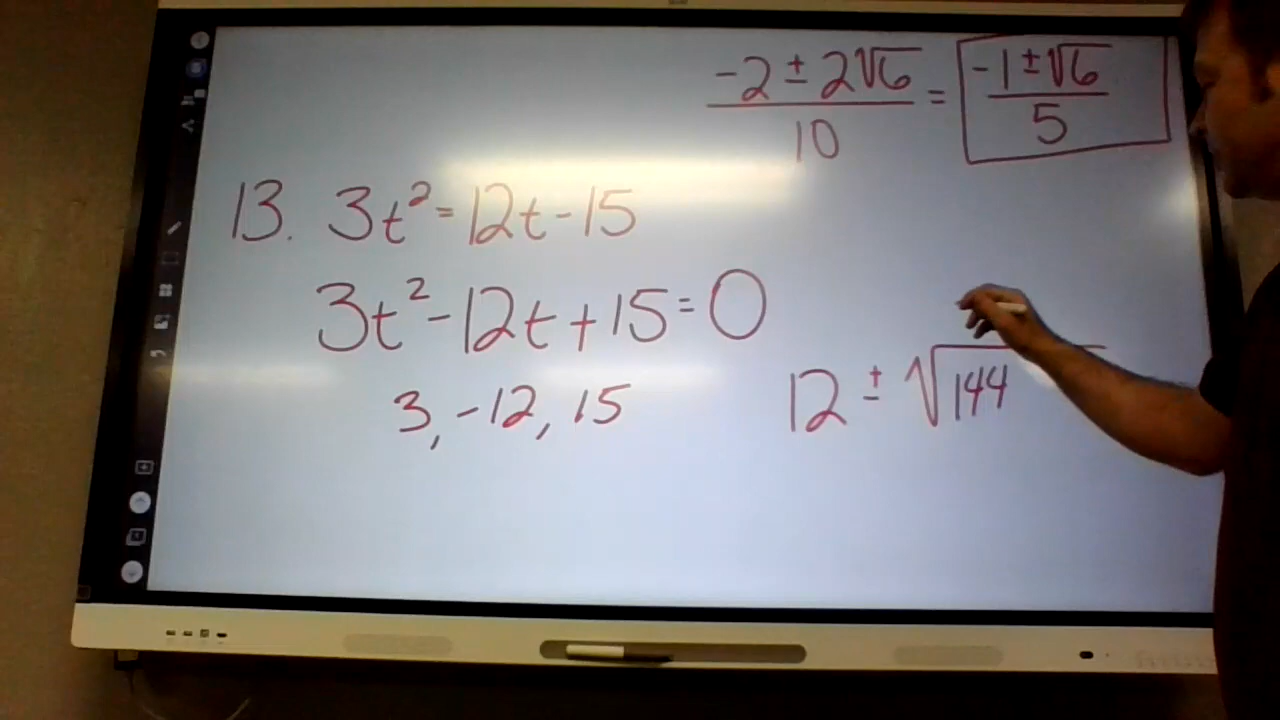 -2 ± 2√6 / 10 = -1 ± √6 / 5
13. 3t² = 12t - 15
3t² - 12t + 15 = 0
3, -12, 15
12 ± √144